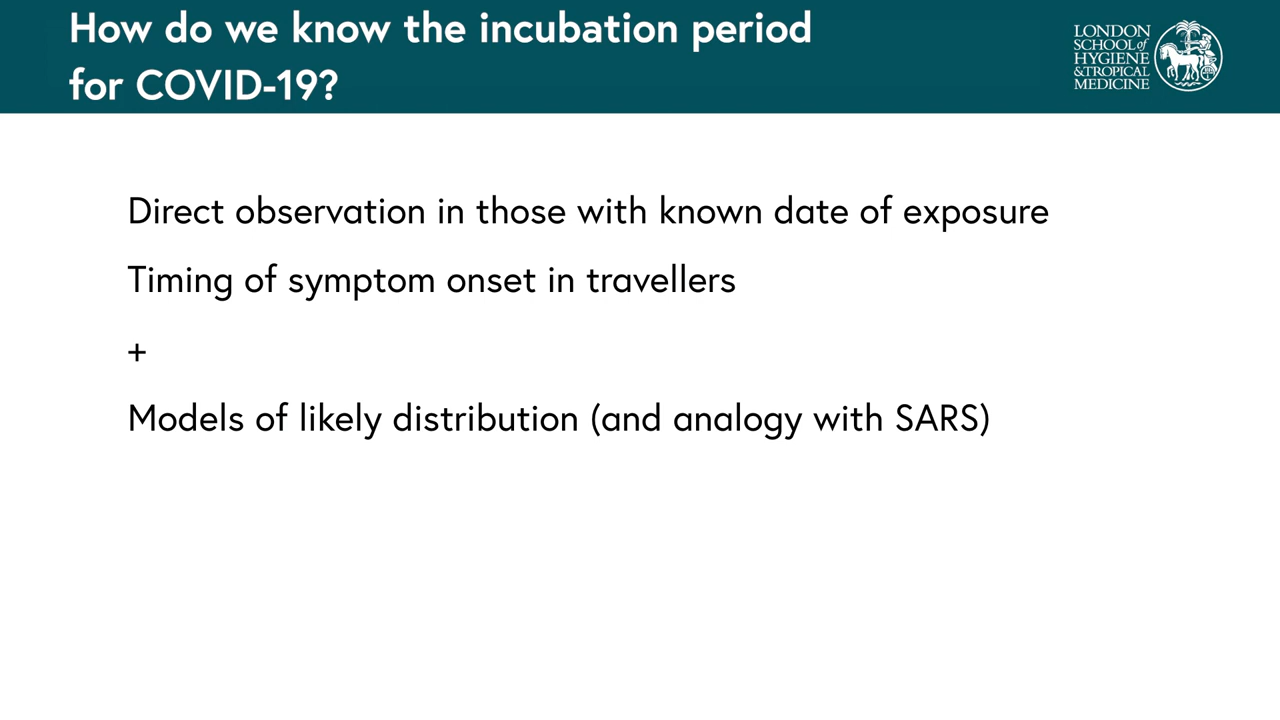 How do we know the incubation period
for COVID-19?
LONDON
SCHOOL of
HYGIENE
& TROPICAL
MEDICINE
Direct observation in those with known date of exposure
Timing of symptom onset in travellers
+
Models of likely distribution (and analogy with SARS)